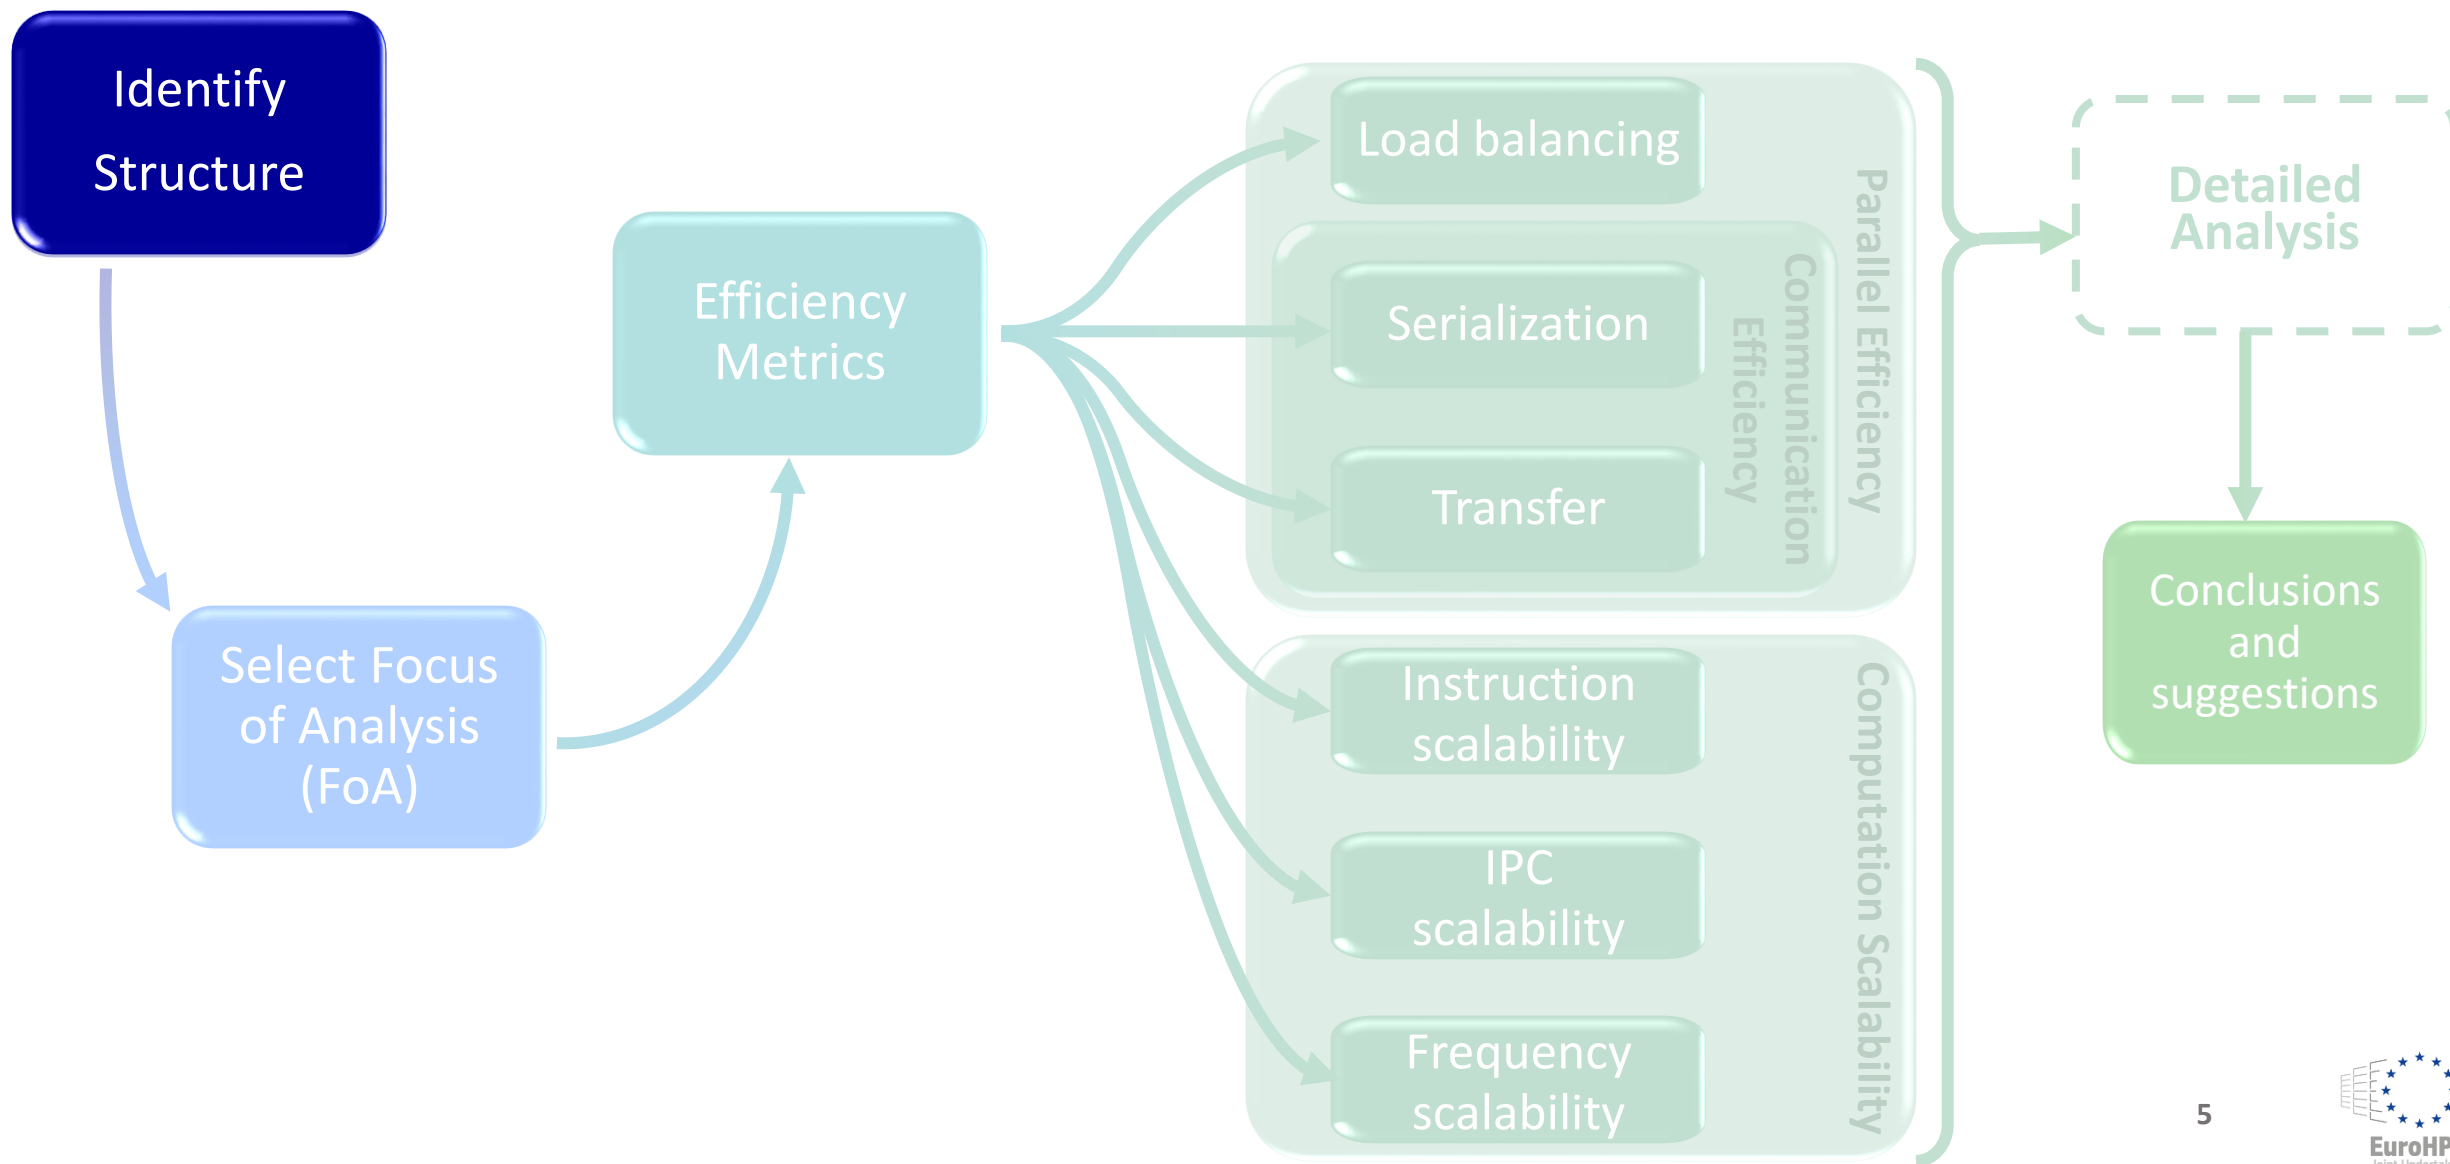 Identify
Structure
Select Focus
of Analysis
(FoA)
Efficiency
Metrics
Load balancing
Serialization
Transfer
Communication
Efficiency
Parallel Efficiency
Instruction
scalability
IPC
scalability
Frequency
scalability
Computation Scalability
Detailed
Analysis
Conclusions
and
suggestions
5
EuroHP